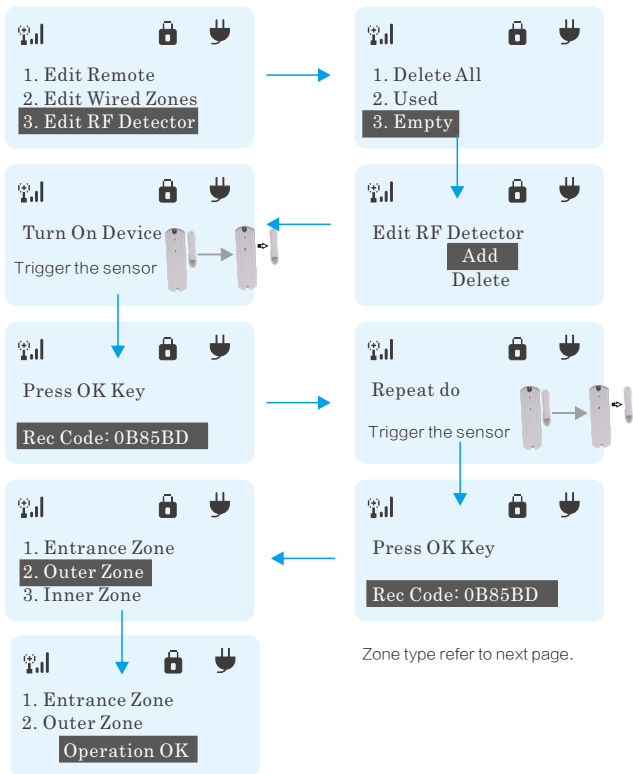 1. Edit Remote
2. Edit Wired Zones
3. Edit RF Detector
1. Delete All
2. Used
3. Empty
Edit RF Detector
Add
Delete
Turn On Device
Trigger the sensor
Press OK Key
Rec Code: 0B85BD
Repeat do
Trigger the sensor
Press OK Key
Rec Code: 0B85BD
Zone type refer to next page.
1. Entrance Zone
2. Outer Zone
3. Inner Zone
1. Entrance Zone
2. Outer Zone
Operation OK